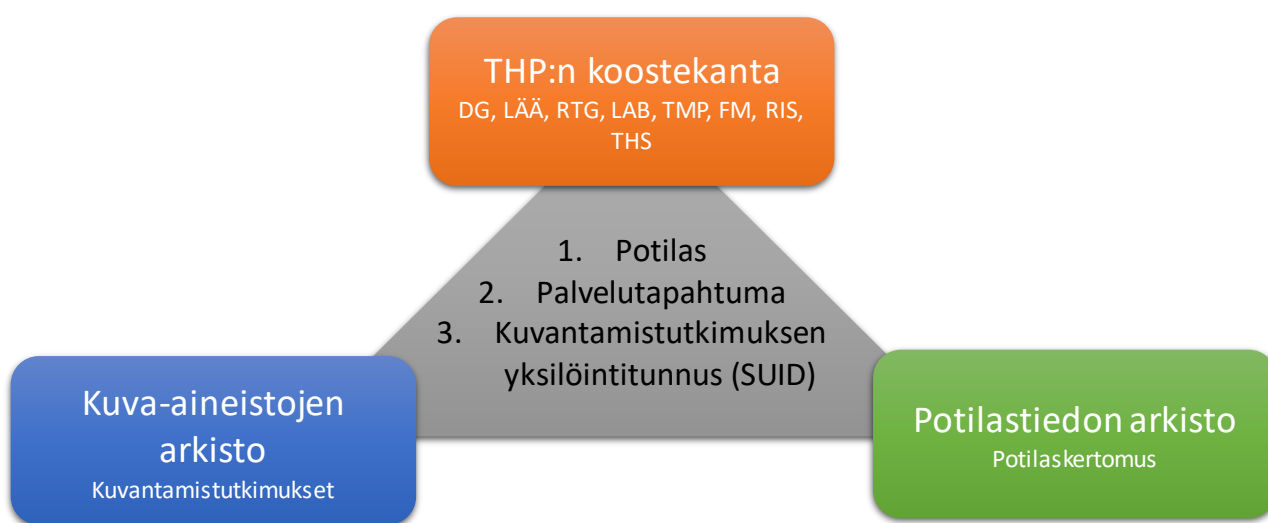 THP:n koostekanta
DG, LÄÄ, RTG, LAB, TMP, FM, RIS,
THS
1. Potilas
2. Palvelutapahtuma
3. Kuvantamistutkimuksen
yksilöintitunnus (SUID)
Kuva-aineistojen
arkisto
Kuvantamistutkimukset
Potilastiedon arkisto
Potilaskertomus